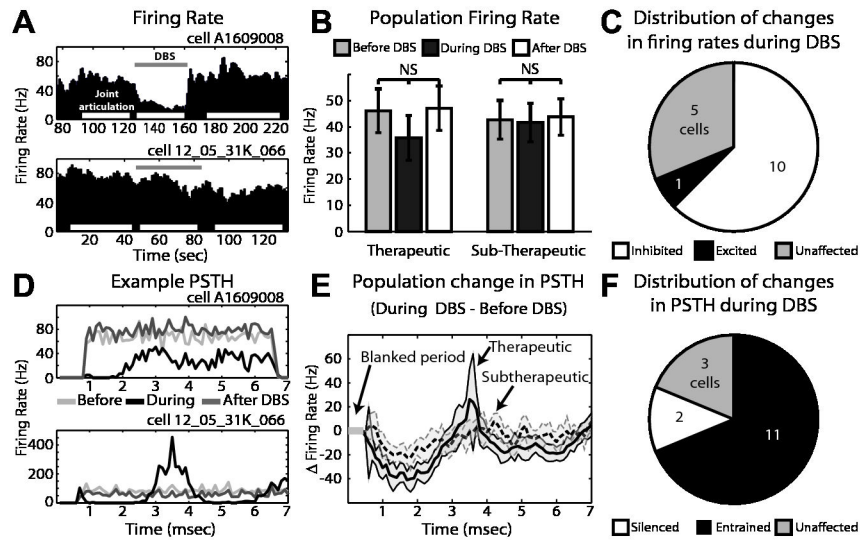 A
Firing Rate
cell A1609008
DBS
Joint
articulation
80
40
0
80 100 120 140 160 180 200 220
cell 12_05_31K_066
80
40
0
20 40 60 80 100 120
Time (sec)
Firing Rate (Hz)
B
Population Firing Rate
Before DBS During DBS After DBS
NS NS
50
40
30
20
10
0
Firing Rate (Hz)
Therapeutic Sub-Therapeutic
C
Distribution of changes
in firing rates during DBS
5
cells
1
10
Inhibited Excited Unaffected
D
Example PSTH
cell A1609008
80
40
0
1 2 3 4 5 6 7
Before During After DBS
cell 12_05_31K_066
400
200
0
1 2 3 4 5 6 7
Time (msec)
Firing Rate (Hz)
E
Population change in PSTH
(During DBS - Before DBS)
Blanked period
Therapeutic
Subtherapeutic
60
40
20
0
-20
-40
Δ Firing Rate (Hz)
1 2 3 4 5 6 7
Time (msec)
F
Distribution of changes
in PSTH during DBS
3
cells
2
11
Silenced Entrained Unaffected